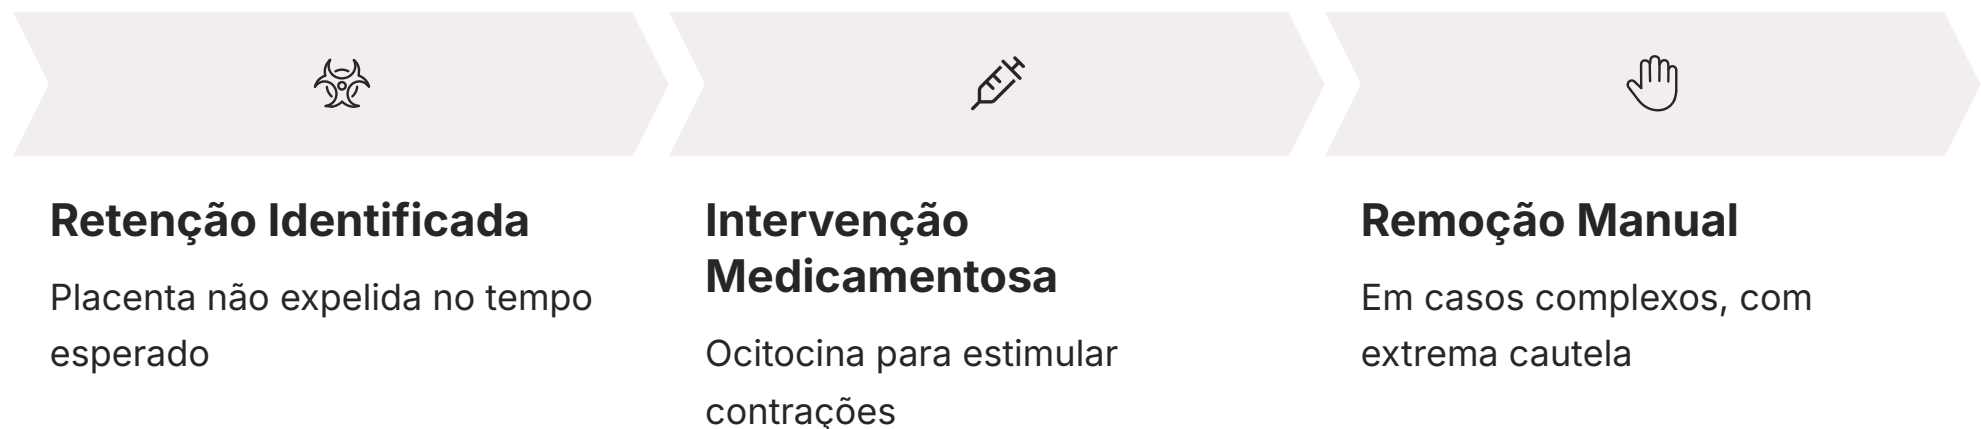 Retenção Identificada
Placenta não expelida no tempo
esperado
Intervenção
Medicamentosa
Ocitocina para estimular
contrações
Remoção Manual
Em casos complexos, com
extrema cautela